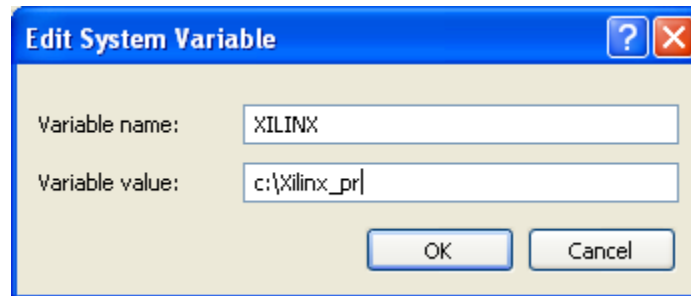 Edit System Variable
Variable name: XILINX
Variable value: c:\Xilinx_pr
OK Cancel